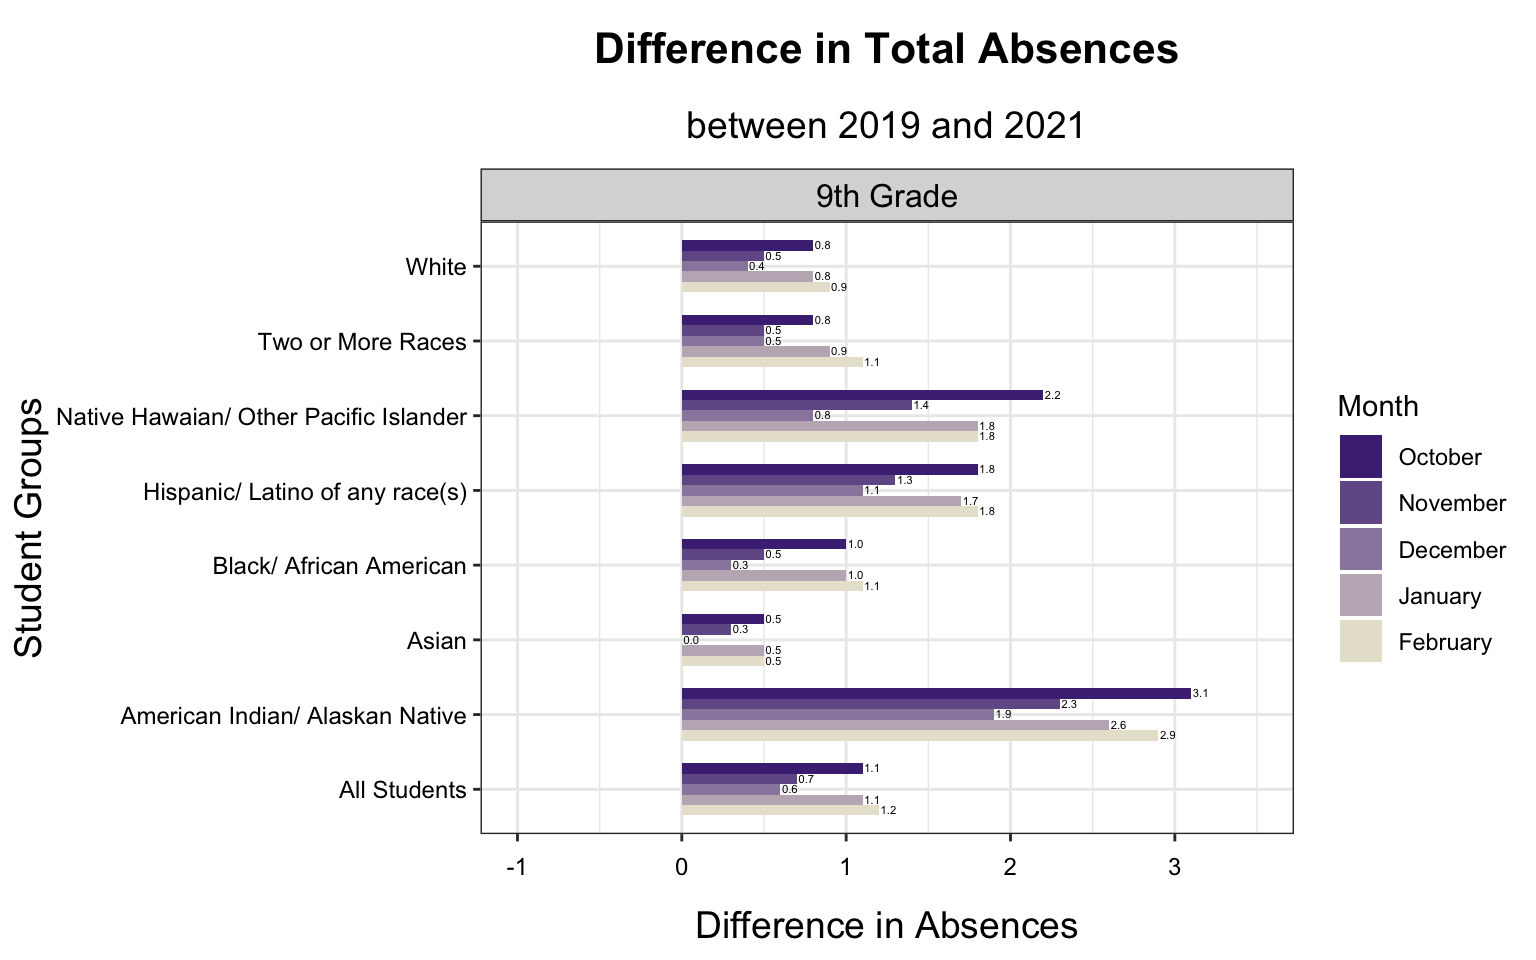 Difference in Total Absences
between 2019 and 2021
9th Grade
Student Groups
White
0.8
0.5
0.4
0.8
0.9
Two or More Races
0.8
0.5
0.5
0.9
1.1
Native Hawaian/ Other Pacific Islander
2.2
1.4
0.8
1.8
1.8
Hispanic/ Latino of any race(s)
1.8
1.3
1.1
1.7
1.8
Black/ African American
1.0
0.5
0.3
1.0
1.1
Asian
0.5
0.3
0.0
0.5
0.5
American Indian/ Alaskan Native
3.1
2.3
1.9
2.6
2.9
All Students
1.1
0.7
0.6
1.1
1.2
-1 0 1 2 3
Difference in Absences
Month
October
November
December
January
February